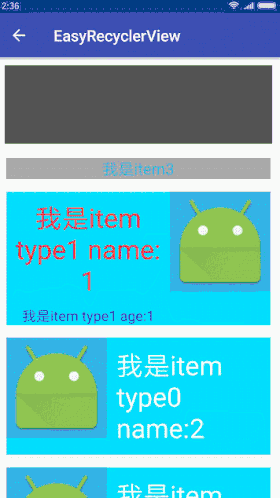 2:36
EasyRecyclerView
我是item3
我是item
type1 name:
1
我是item type1 age:1
我是item
type0
name:2
我是item